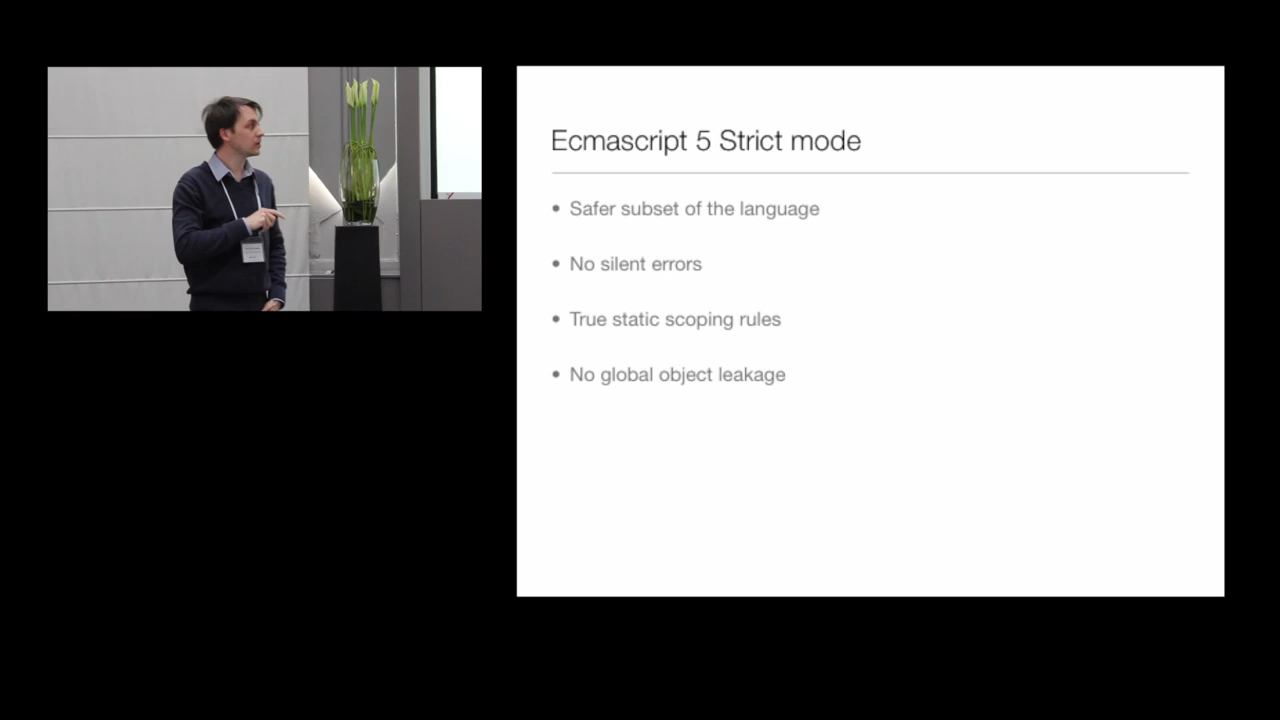 Ecmascript 5 Strict mode
• Safer subset of the language
• No silent errors
• True static scoping rules
• No global object leakage